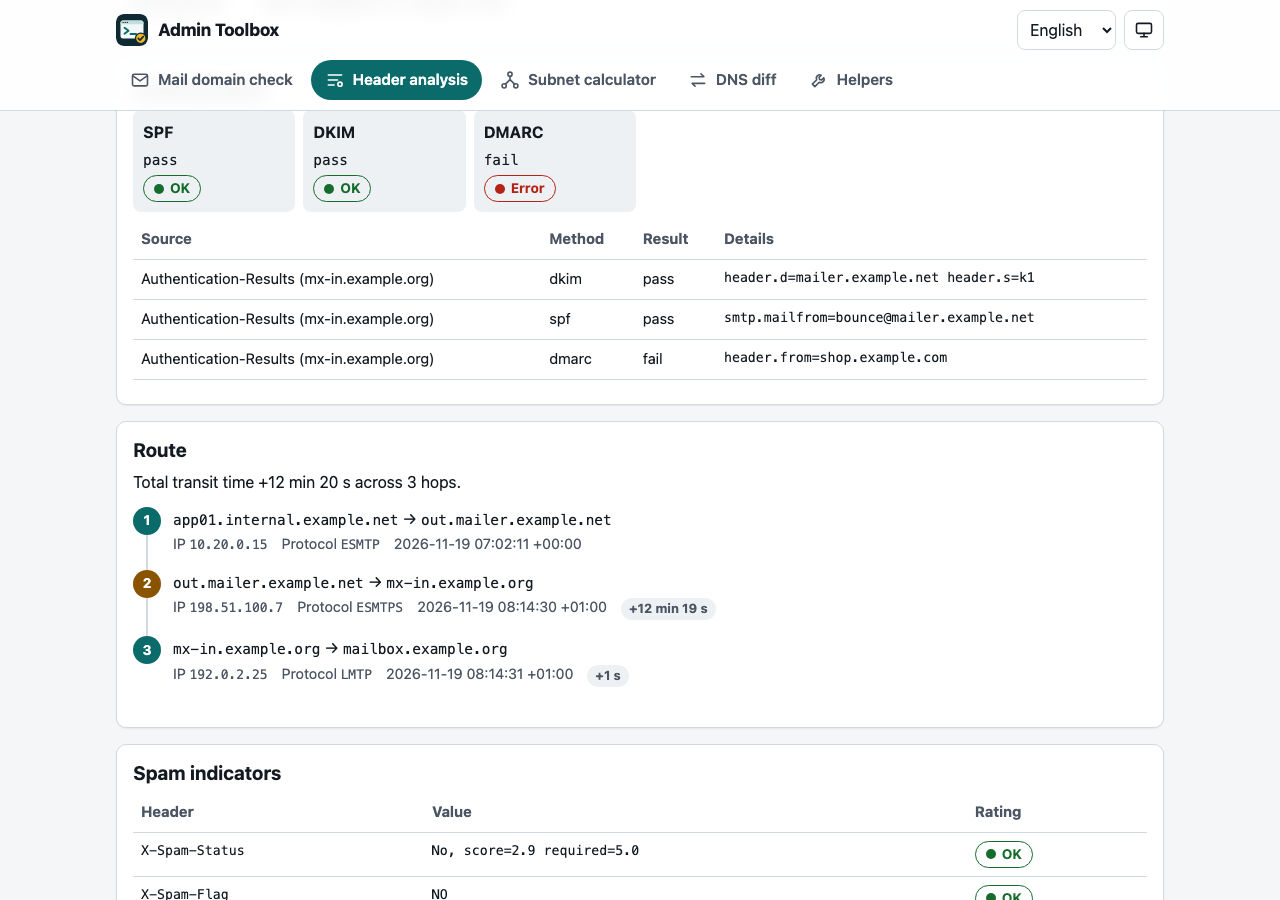 Admin Toolbox
English
Mail domain check
Header analysis
Subnet calculator
DNS diff
Helpers
SPF
pass
OK
DKIM
pass
OK
DMARC
fail
Error
Source Method Result Details
Authentication-Results (mx-in.example.org) dkim pass header.d=mailer.example.net header.s=k1
Authentication-Results (mx-in.example.org) spf pass smtp.mailfrom=bounce@mailer.example.net
Authentication-Results (mx-in.example.org) dmarc fail header.from=shop.example.com
Route
Total transit time +12 min 20 s across 3 hops.
1 app01.internal.example.net → out.mailer.example.net
IP 10.20.0.15 Protocol ESMTP 2026-11-19 07:02:11 +00:00
2 out.mailer.example.net → mx-in.example.org
IP 198.51.100.7 Protocol ESMTPS 2026-11-19 08:14:30 +01:00 +12 min 19 s
3 mx-in.example.org → mailbox.example.org
IP 192.0.2.25 Protocol LMTP 2026-11-19 08:14:31 +01:00 +1 s
Spam indicators
Header Value Rating
X-Spam-Status No, score=2.9 required=5.0 OK
X-Spam-Flag NO OK